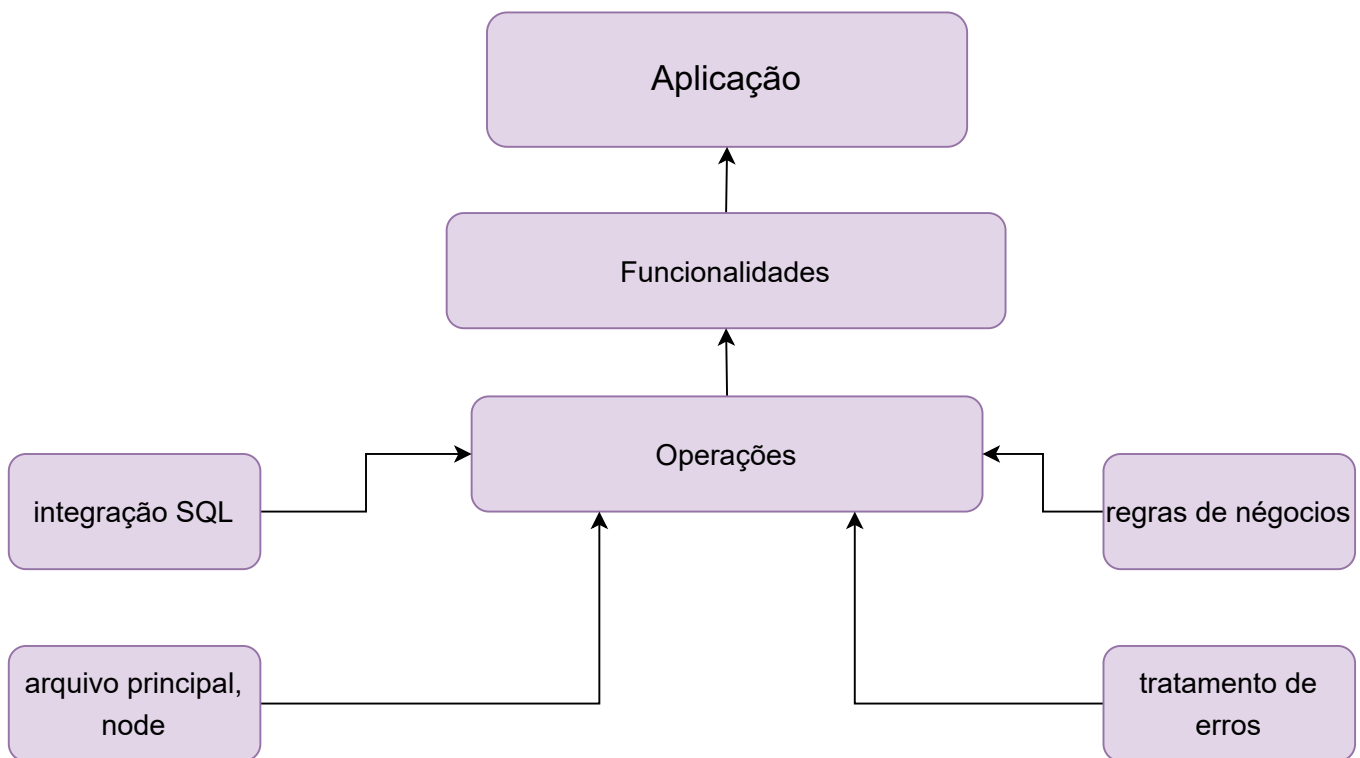 Aplicação
Funcionalidades
Operações
integração SQL
regras de négocios
arquivo principal,
node
tratamento de
erros